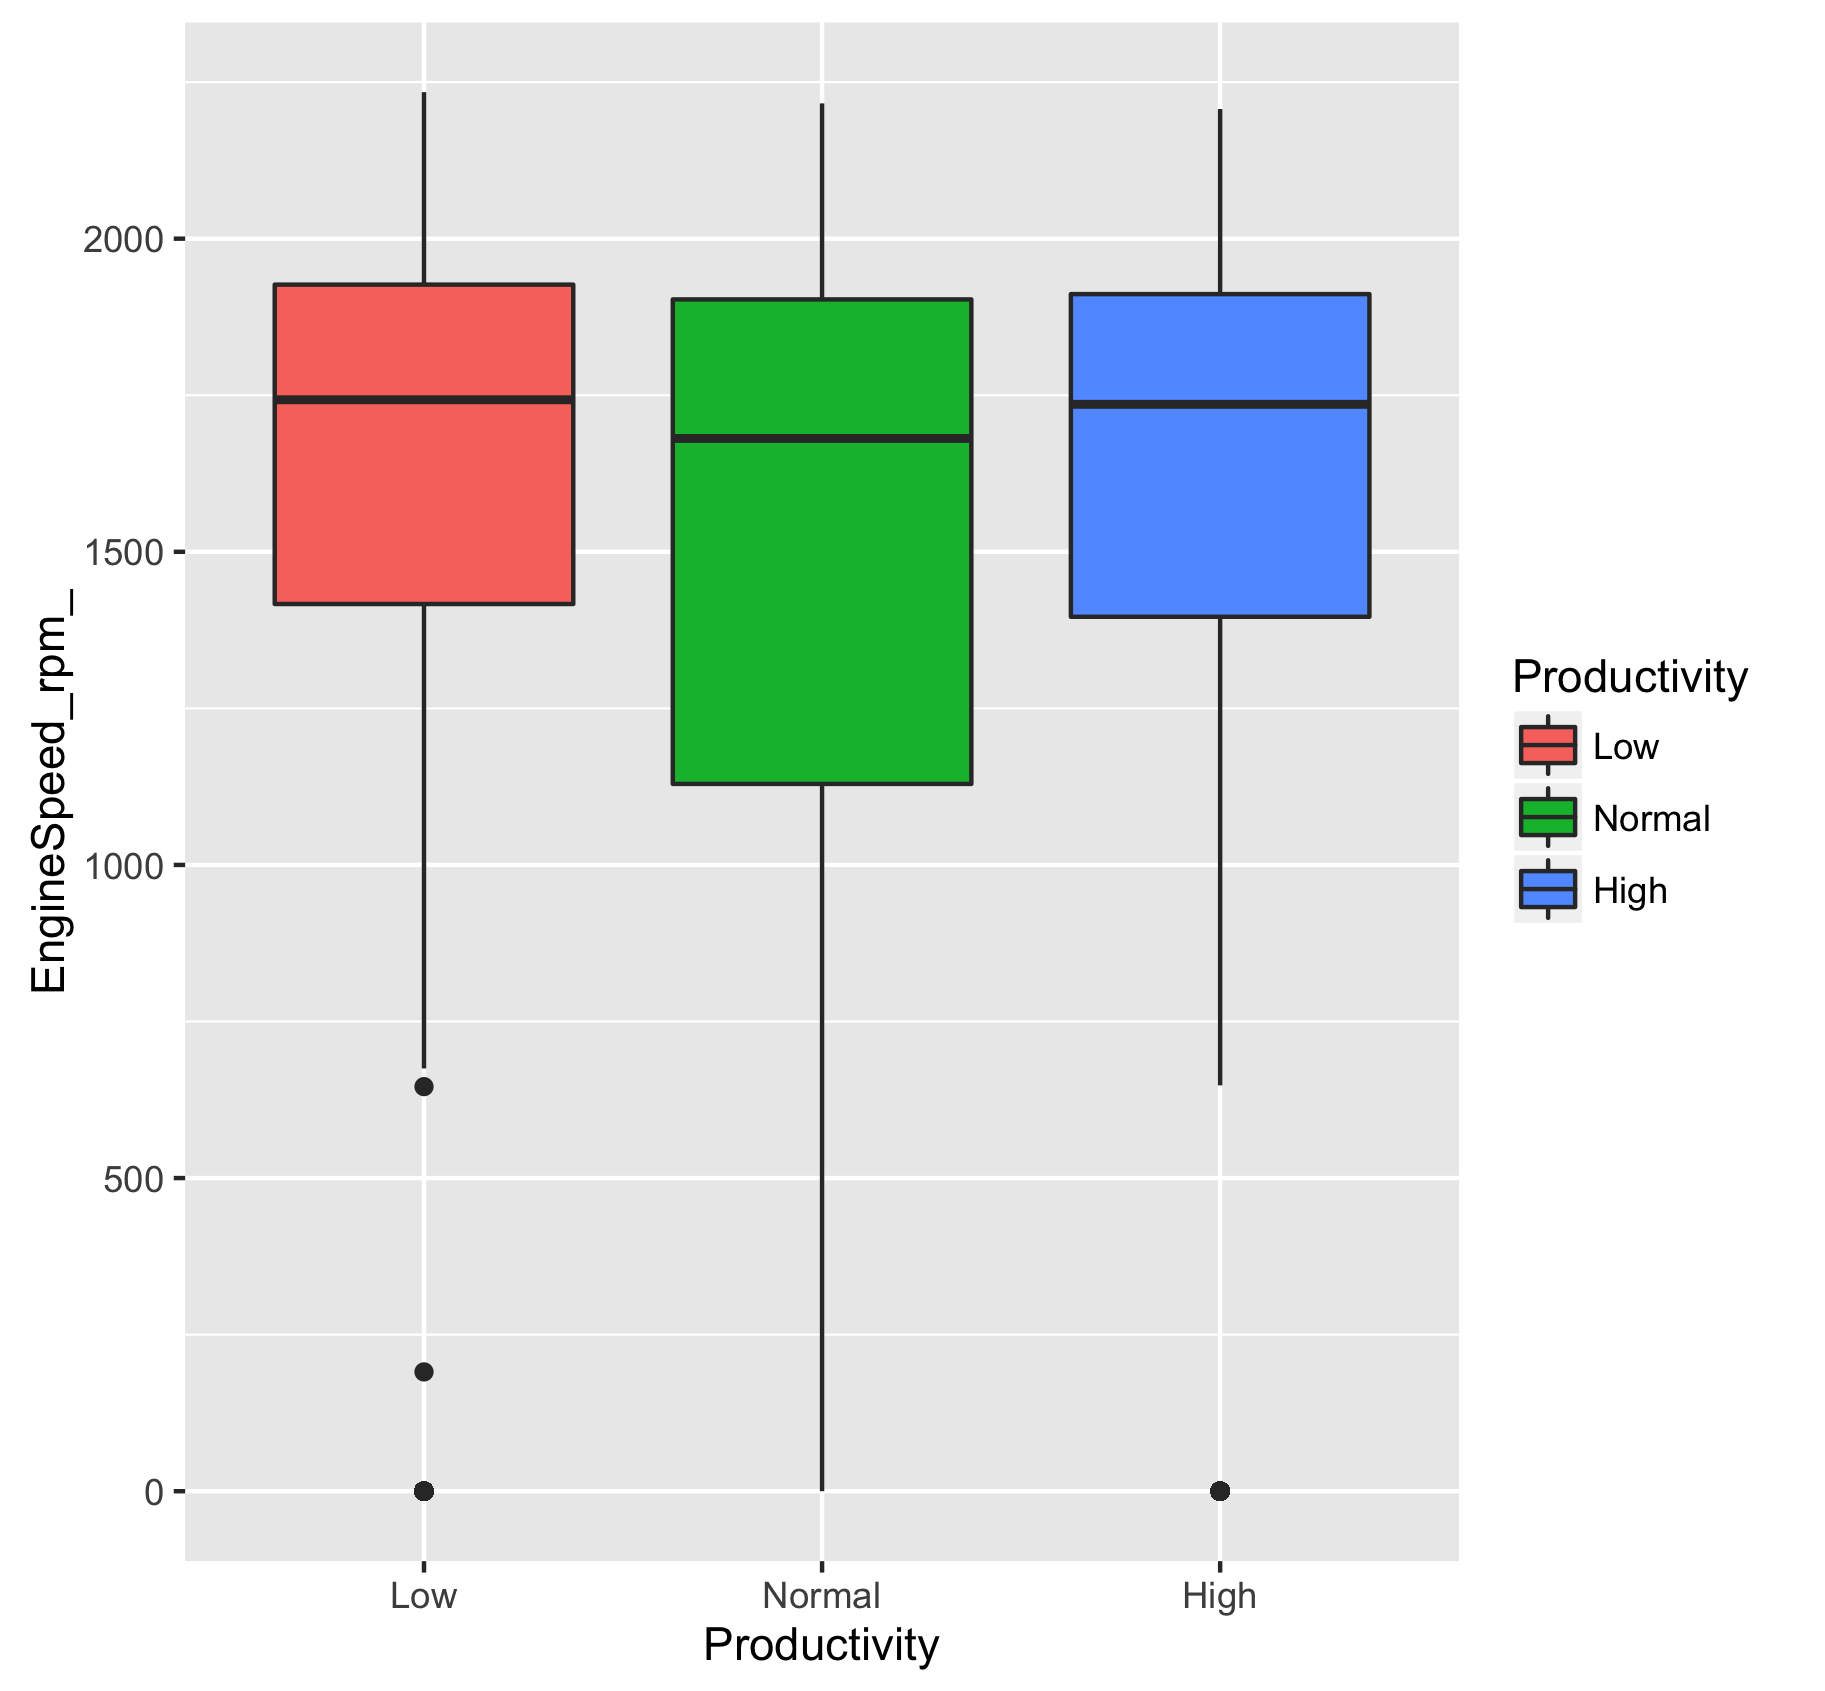 EngineSpeed_rpm_
2000
1500
1000
500
0
Low
Normal
High
Productivity
Productivity
Low
Normal
High